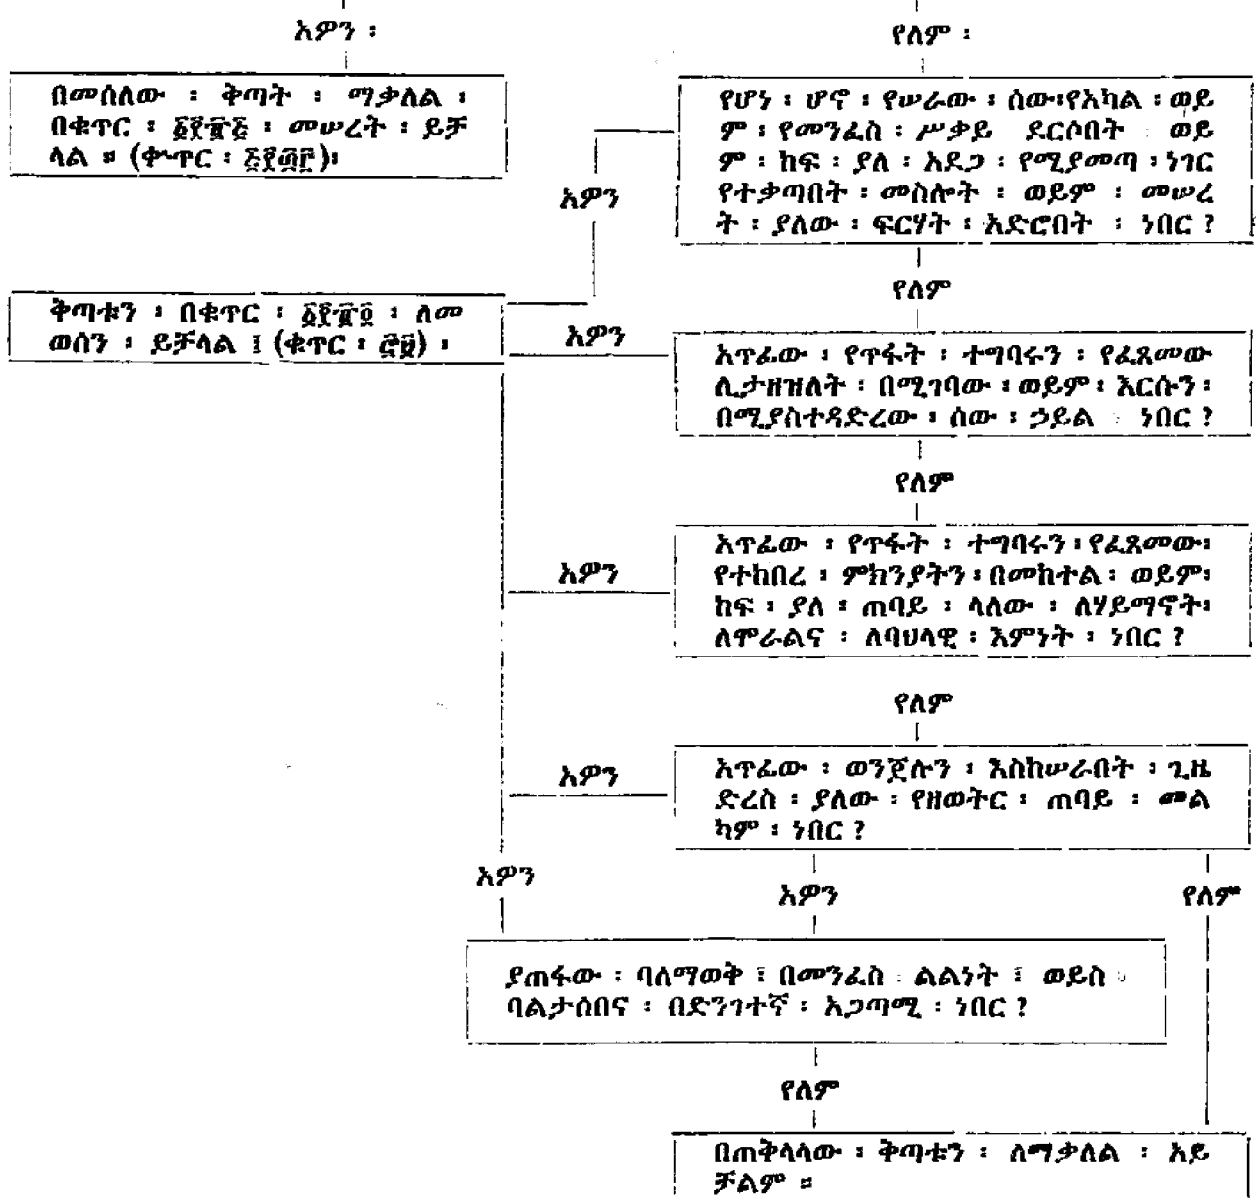 አዎን ፡
የለም ፡
በመሰለው ፡ ቅጣት ፡ ማቃለል ፡
በቁጥር ፡ ፩፻፹፭ ፡ መሠረት ፡ ይቻ
ላል ። (ቀ፦ጥር ፡
የሆነ ፡ ሆኖ ፡ የሠራው ፡ ሰው፡የአካል ፡ ወይ
ም ፡ የመንፈስ ፡ ሥቃይ ደርሶበት ፡ ወይ
ም ፡ ከፍ ፡ ያለ ፡ አደጋ ፡ የሚያመጣ ፡ ነገር
የተቃጣበት ፡ መስሎት ፡ ወይም ፡ መሠረ
ት ፡ ያለው ፡ ፍርሃት ፡ አድሮበት ፡ ነበር ?
አዎን
የለም
ቅጣቱን ፡ በቁጥር ፡ ለመ
ወሰን ፡ ይቻላል ፤ (ቁጥር ፡
አዎን
አጥፊው ፡ የጥፋት ፡ ተግባሩን ፡ የፈጸመው
ሊታዘዝለት ፡ በሚገባው ፡ ወይም ፡ እርሱን ፡
በሚያስተዳድረው ፡ ሰው ፡ ኃይል ፡ ነበር ?
የለም
አዎን
አጥፊው ፡ የጥፋት ፡ ተግባሩን ፡ የፈጸመው፡
የተከበረ ፡ ምክንያትን ፡ በመከተል ፡ ወይም፡
ከፍ ፡ ያለ ፡ ጠባይ ፡ ላለው ፡ ለሃይማኖት፡
ለሞራልና ፡ ለባህላዊ ፡ እምነት ፡ ነበር ?
የለም
አዎን
አጥፊው ፡ ወንጀሉን ፡ እስከሠራበት ፡ ጊዜ
ድረስ ፡ ያለው ፡ የዘወትር ፡ ጠባይ ፡ መል
ካም ፡ ነበር ?
አዎን
አዎን
የለም
ያጠፋው ፡ ባለማወቅ ፤ በመንፈስ ፡ ልልነት ፤ ወይስ ፡
ባልታሰበና ፡ በድንገተኛ ፡ አጋጣሚ ፡ ነበር ?
የለም
በጠቅላላው ፡ ቅጣቱን ፡ ለማቃለል ፡ አይ
ቻልም ።